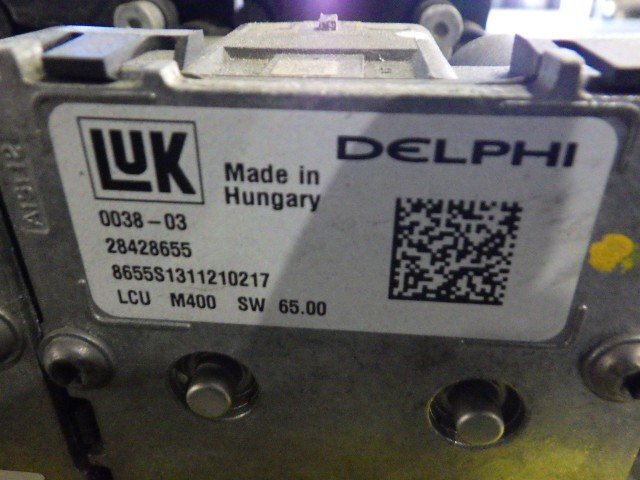 LUK
DELPHI
Made in
Hungary
0038-03
28428655
8655S1311210217
LCU M400 SW 65.00